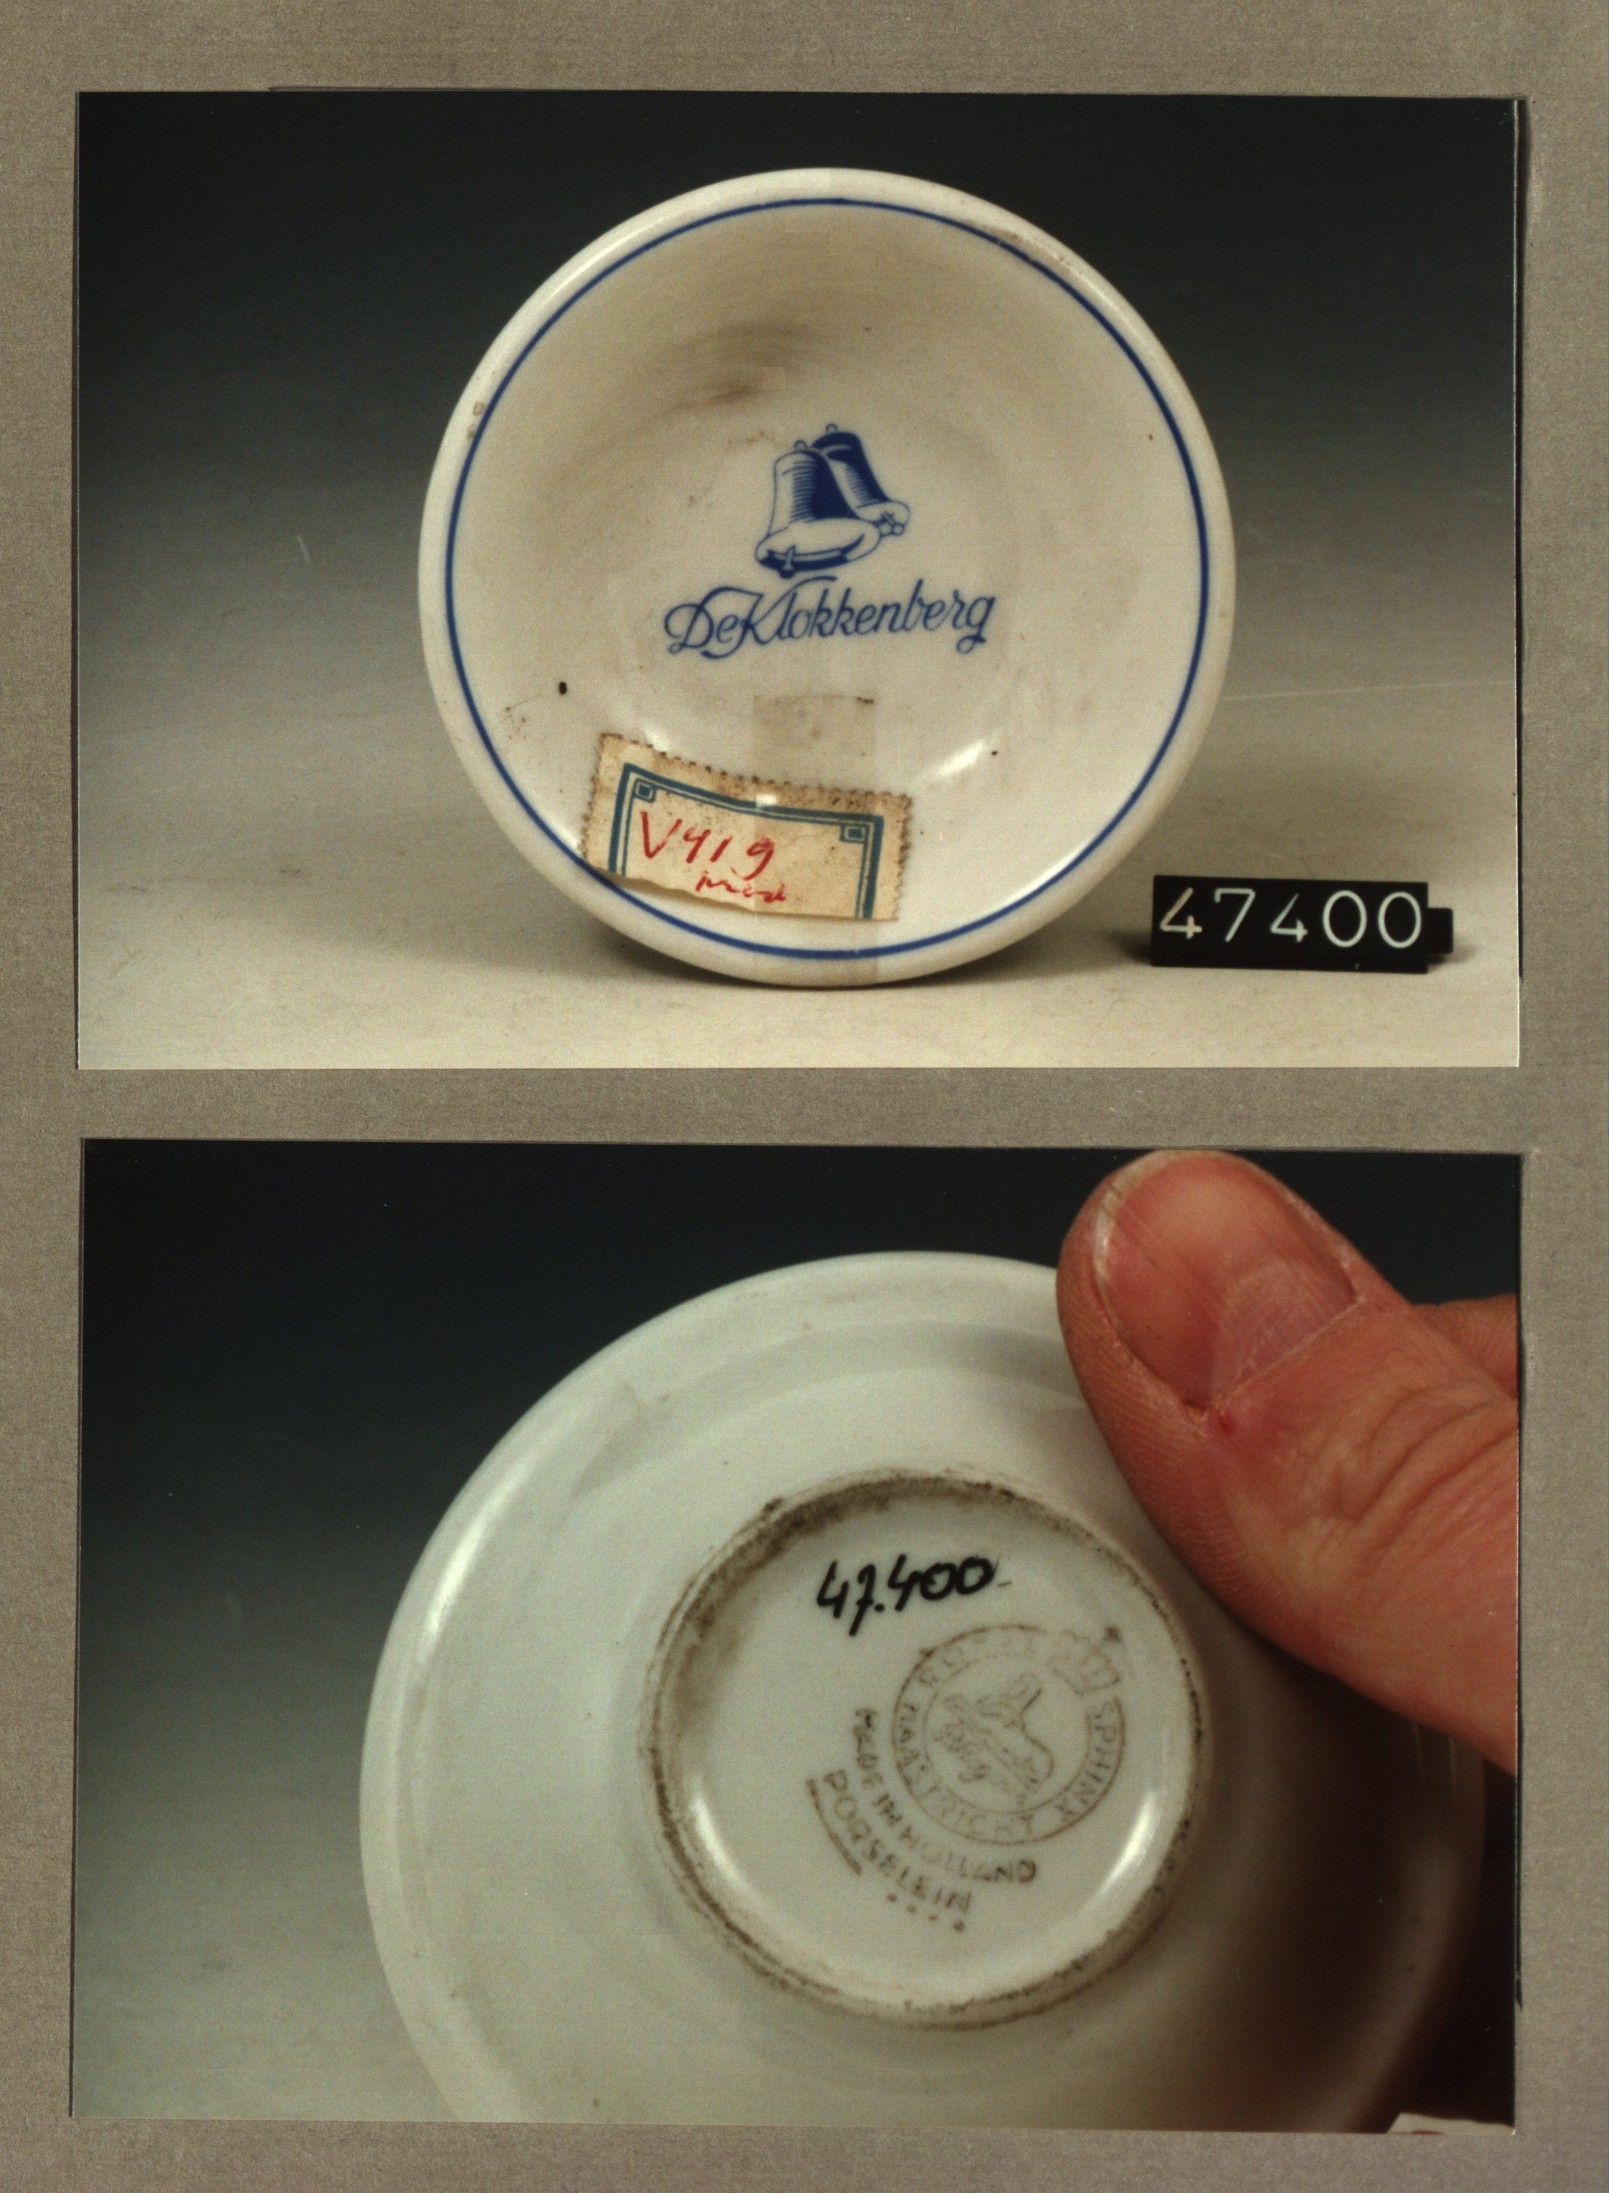 De Klokkenberg
V419
47400
47.400
SPHINX
MAASTRICHT
MADE IN HOLLAND
PORSELEIN